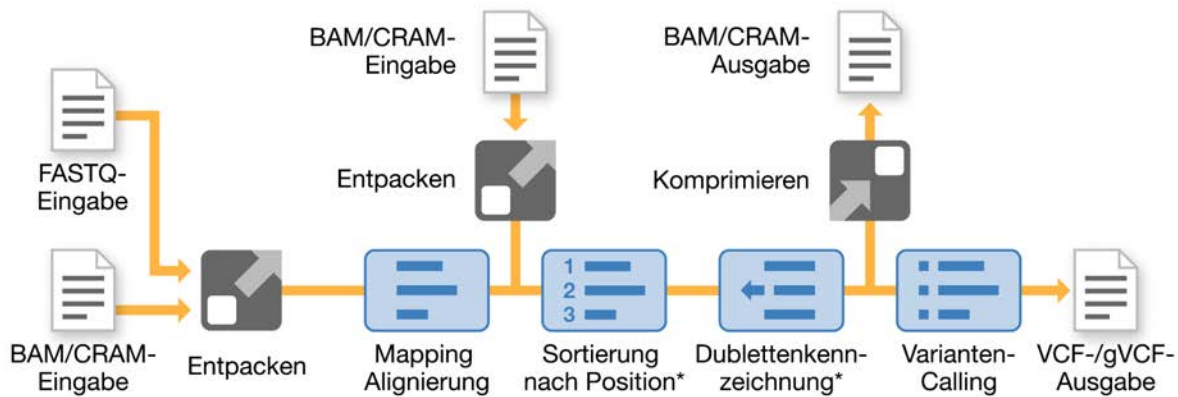 BAM/CRAM-
Eingabe
BAM/CRAM-
Ausgabe
FASTQ-
Eingabe
Entpacken
Komprimieren
1
2
3
BAM/CRAM-
Eingabe
Entpacken
Mapping
Alignierung
Sortierung
nach Position*
Dublettenkenn-
zeichnung*
Varianten-
Calling
VCF-/gVCF-
Ausgabe